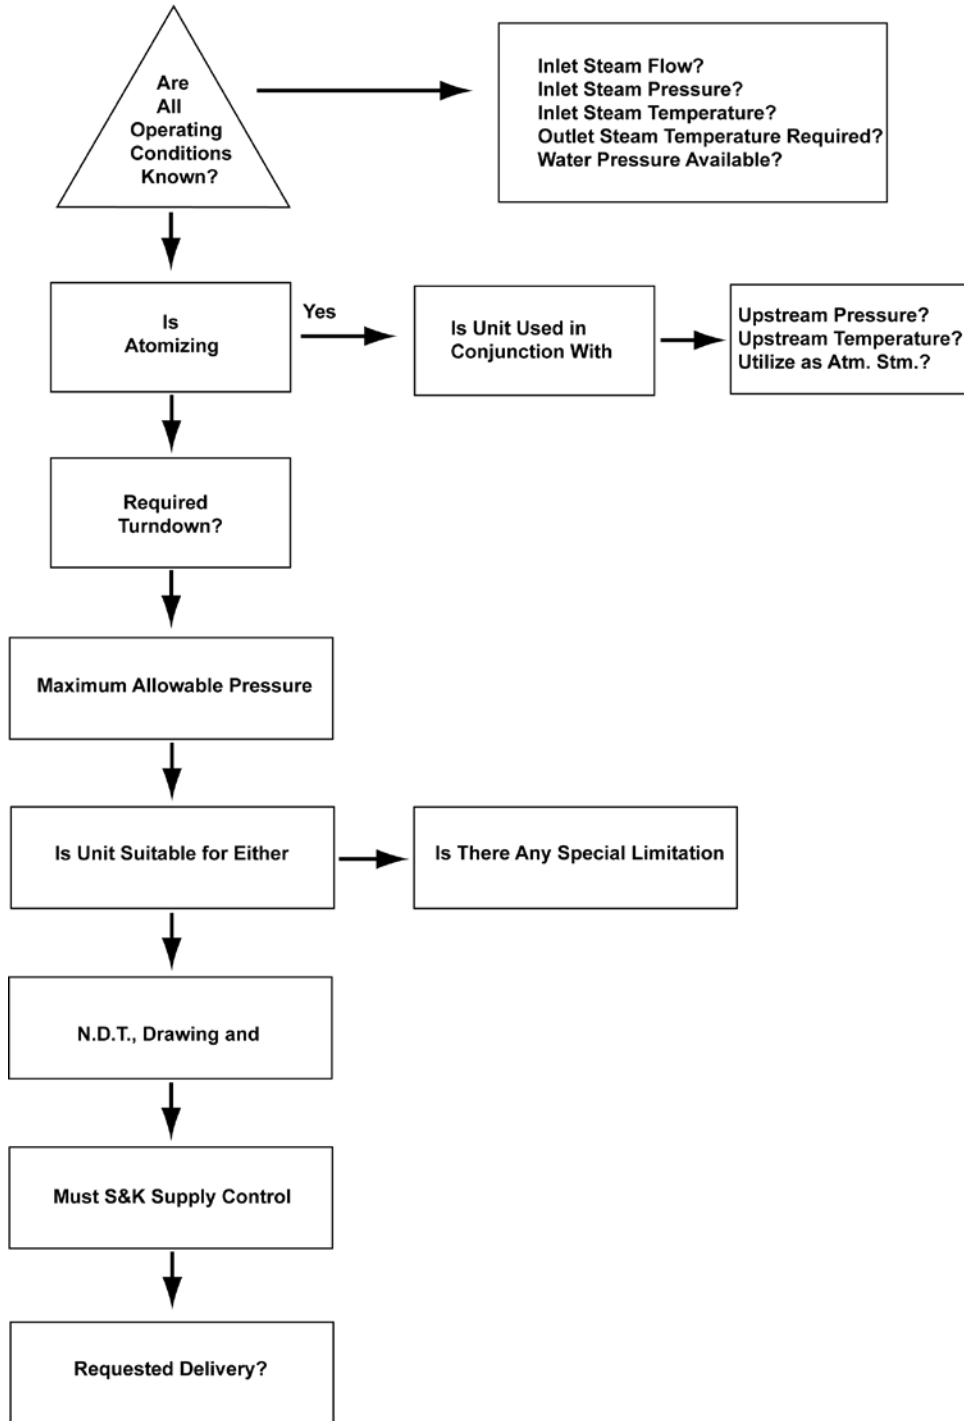 Are
All
Operating
Conditions
Known?
Inlet Steam Flow?
Inlet Steam Pressure?
Inlet Steam Temperature?
Outlet Steam Temperature Required?
Water Pressure Available?
Is
Atomizing
Yes
Is Unit Used in
Conjunction With
Upstream Pressure?
Upstream Temperature?
Utilize as Atm. Stm.?
Required
Turndown?
Maximum Allowable Pressure
Is Unit Suitable for Either
Is There Any Special Limitation
N.D.T., Drawing and
Must S&K Supply Control
Requested Delivery?